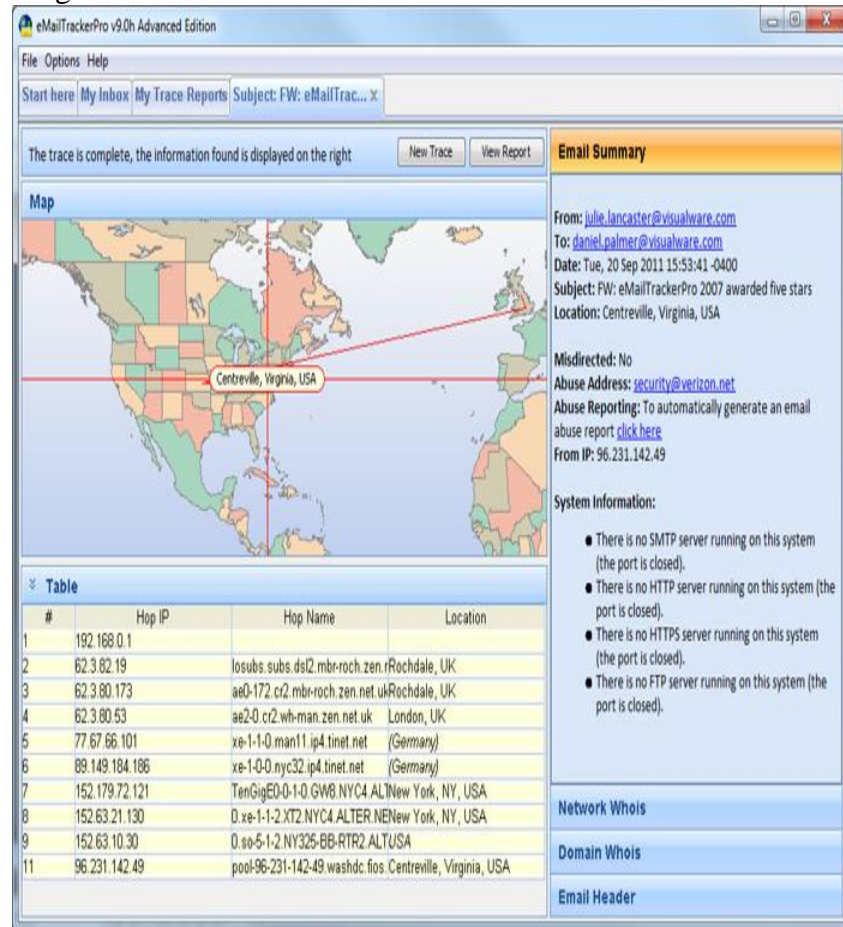 eMailTrackerPro v9.0h Advanced Edition
File Options Help
Start here My Inbox My Trace Reports Subject: FW: eMailTrac... X
The trace is complete, the information found is displayed on the right
New Trace View Report
Map
Centreville, Virginia, USA
Table
# Hop IP Hop Name Location
1 192.168.0.1
2 62.3.82.19 losubs.subs.dsl2.mbr-roch.zen.r Rochdale, UK
3 62.3.80.173 ae0-172.cr2.mbr-roch.zen.net.uk Rochdale, UK
4 62.3.80.53 ae2-0.cr2.wh-man.zen.net.uk London, UK
5 77.67.66.101 xe-1-1-0.man11.ip4.tinet.net (Germany)
6 89.149.184.186 xe-1-0-0.nyc32.ip4.tinet.net (Germany)
7 152.179.72.121 TenGigE0-0-1-0.GW8.NYC4.ALT New York, NY, USA
8 152.63.21.130 0.xe-1-1-2.XT2.NYC4.ALTER.NE New York, NY, USA
9 152.63.10.30 0.so-5-1-2.NY325-BB-RTR2.ALT USA
11 96.231.142.49 pool-96-231-142-49.washdc.fios. Centreville, Virginia, USA
Email Summary
From: julie.lancaster@visualware.com
To: daniel.palmer@visualware.com
Date: Tue, 20 Sep 2011 15:53:41 -0400
Subject: FW: eMailTrackerPro 2007 awarded five stars
Location: Centreville, Virginia, USA
Misdirected: No
Abuse Address: security@verizon.net
Abuse Reporting: To automatically generate an email
abuse report click here
From IP: 96.231.142.49
System Information:
There is no SMTP server running on this system
(the port is closed).
There is no HTTP server running on this system (the
port is closed).
There is no HTTPS server running on this system
(the port is closed).
There is no FTP server running on this system (the
port is closed).
Network Whois
Domain Whois
Email Header